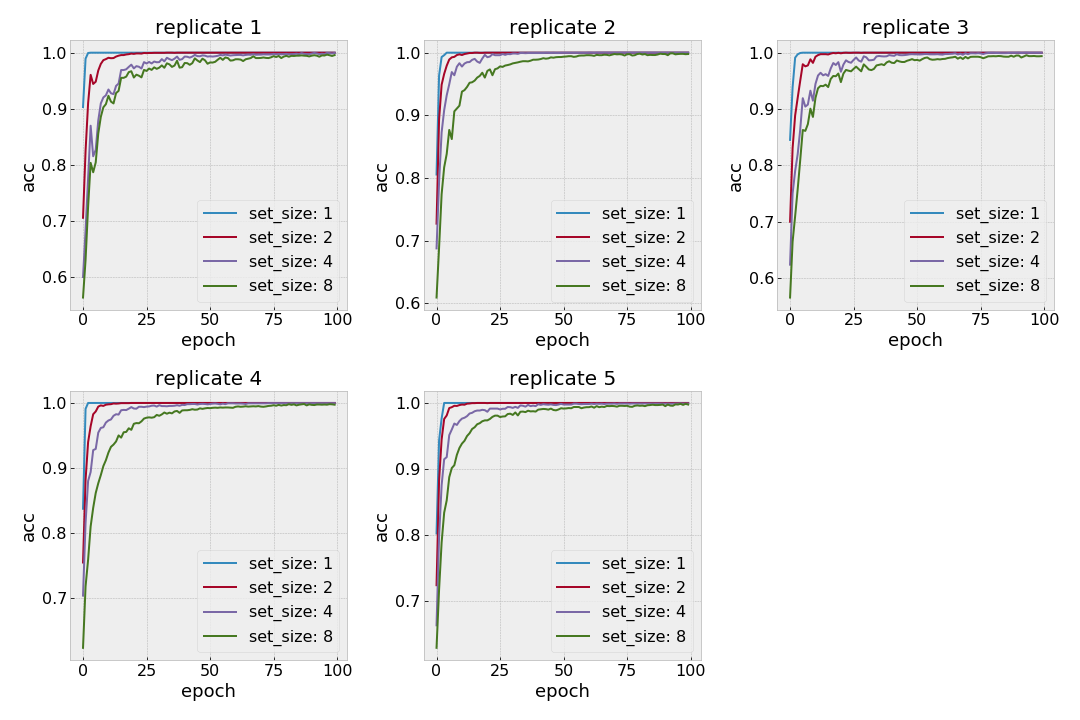 replicate 1
acc
1.0
0.9
0.8
0.7
0.6
set_size: 1
set_size: 2
set_size: 4
set_size: 8
0 25 50 75 100
epoch
replicate 2
acc
1.0
0.9
0.8
0.7
0.6
set_size: 1
set_size: 2
set_size: 4
set_size: 8
0 25 50 75 100
epoch
replicate 3
acc
1.0
0.9
0.8
0.7
0.6
set_size: 1
set_size: 2
set_size: 4
set_size: 8
0 25 50 75 100
epoch
replicate 4
acc
1.0
0.9
0.8
0.7
set_size: 1
set_size: 2
set_size: 4
set_size: 8
0 25 50 75 100
epoch
replicate 5
acc
1.0
0.9
0.8
0.7
set_size: 1
set_size: 2
set_size: 4
set_size: 8
0 25 50 75 100
epoch